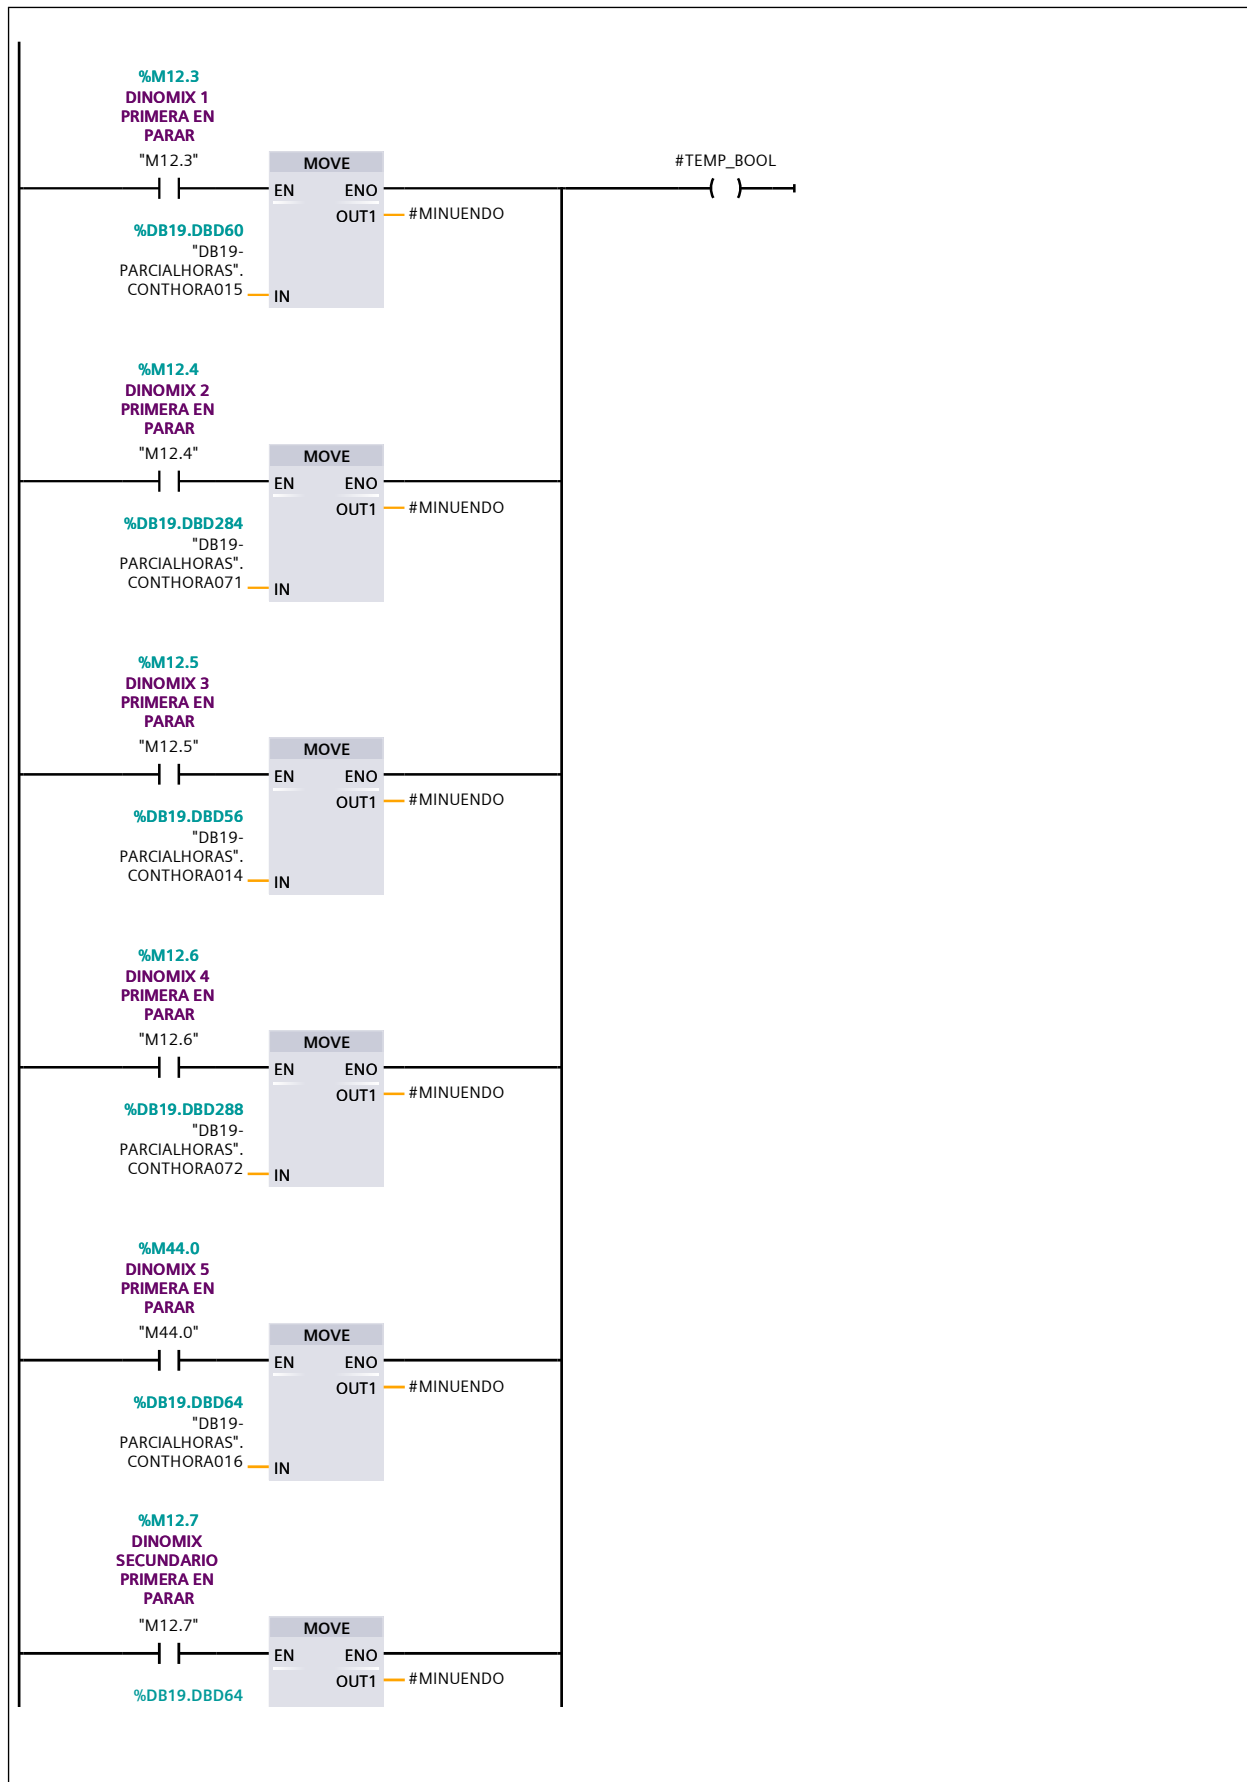 %M12.3
DINOMIX 1
PRIMERA EN
PARAR
"M12.3"
MOVE
#TEMP_BOOL
EN ENO
OUT1 #MINUENDO
%DB19.DBD60
"DB19-
PARCIALHORAS".
CONTHORA015 IN
%M12.4
DINOMIX 2
PRIMERA EN
PARAR
"M12.4"
MOVE
EN ENO
OUT1 #MINUENDO
%DB19.DBD284
"DB19-
PARCIALHORAS".
CONTHORA071 IN
%M12.5
DINOMIX 3
PRIMERA EN
PARAR
"M12.5"
MOVE
EN ENO
OUT1 #MINUENDO
%DB19.DBD56
"DB19-
PARCIALHORAS".
CONTHORA014 IN
%M12.6
DINOMIX 4
PRIMERA EN
PARAR
"M12.6"
MOVE
EN ENO
OUT1 #MINUENDO
%DB19.DBD288
"DB19-
PARCIALHORAS".
CONTHORA072 IN
%M44.0
DINOMIX 5
PRIMERA EN
PARAR
"M44.0"
MOVE
EN ENO
OUT1 #MINUENDO
%DB19.DBD64
"DB19-
PARCIALHORAS".
CONTHORA016 IN
%M12.7
DINOMIX
SECUNDARIO
PRIMERA EN
PARAR
"M12.7"
MOVE
EN ENO
OUT1 #MINUENDO
%DB19.DBD64